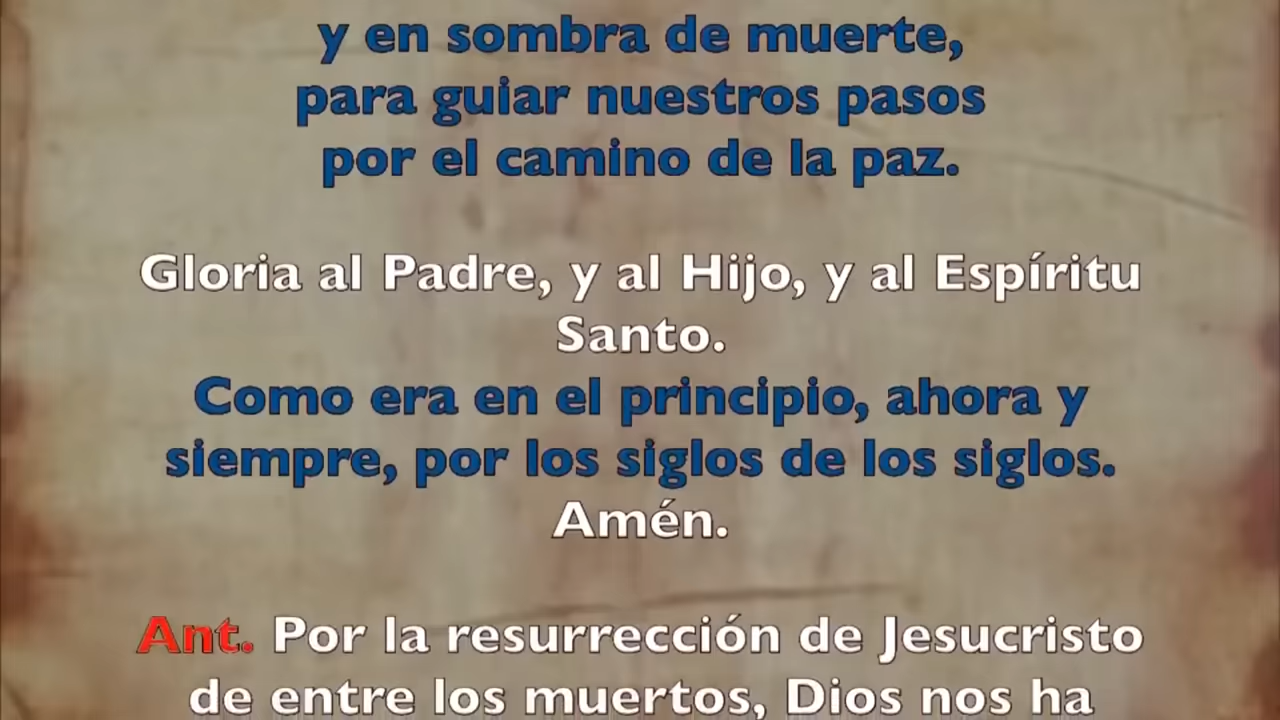 y en sombra de muerte,
para guiar nuestros pasos
por el camino de la paz.
Gloria al Padre, y al Hijo, y al Espíritu
Santo.
Como era en el principio, ahora y
siempre, por los siglos de los siglos.
Amén.
Ant. Por la resurrección de Jesucristo
de entre los muertos, Dios nos ha